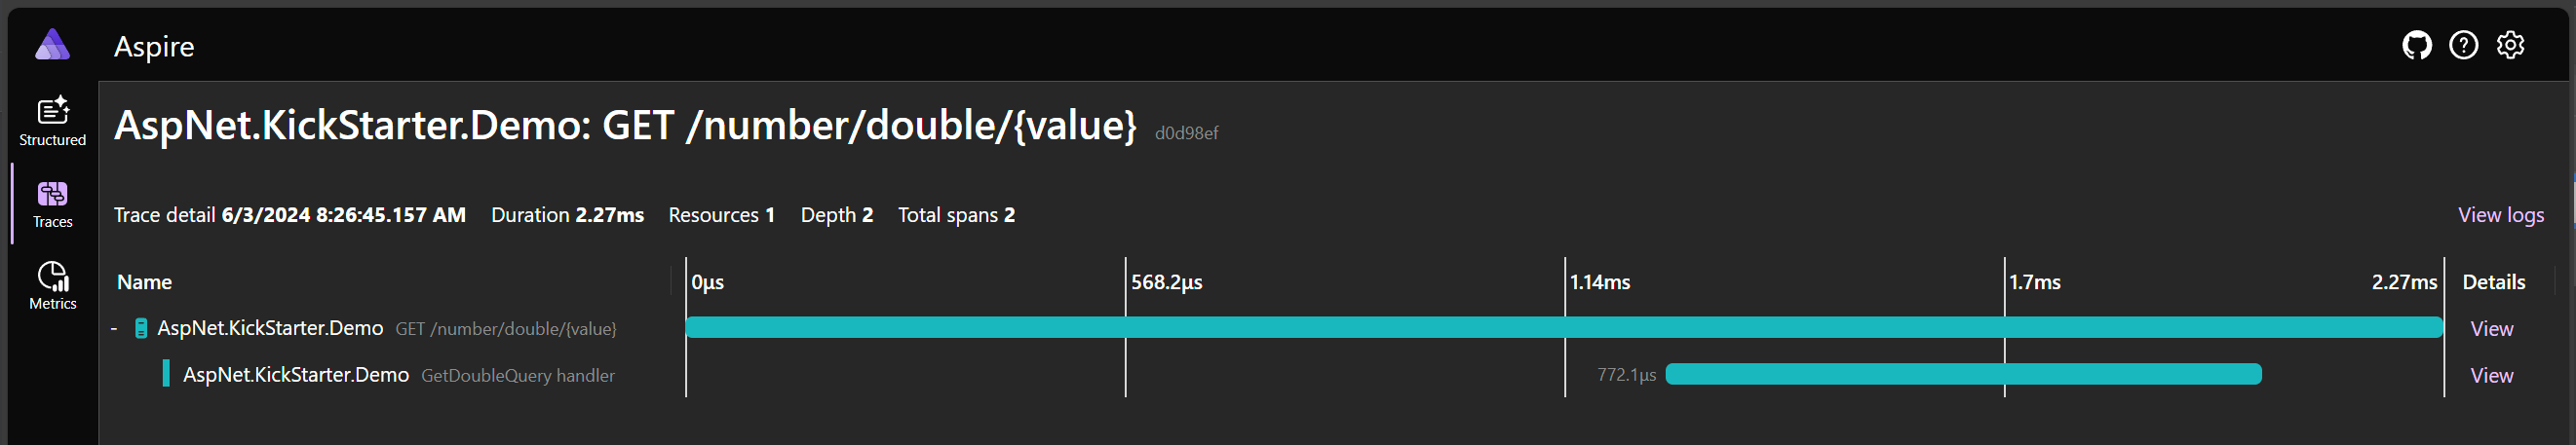 Aspire
Structured
Traces
Metrics
AspNet.KickStarter.Demo: GET /number/double/{value} d0d98ef
Trace detail 6/3/2024 8:26:45.157 AM Duration 2.27ms Resources 1 Depth 2 Total spans 2 View logs
Name 0μs 568.2μs 1.14ms 1.7ms 2.27ms Details
- AspNet.KickStarter.Demo GET /number/double/{value} View
AspNet.KickStarter.Demo GetDoubleQuery handler 772.1μs View